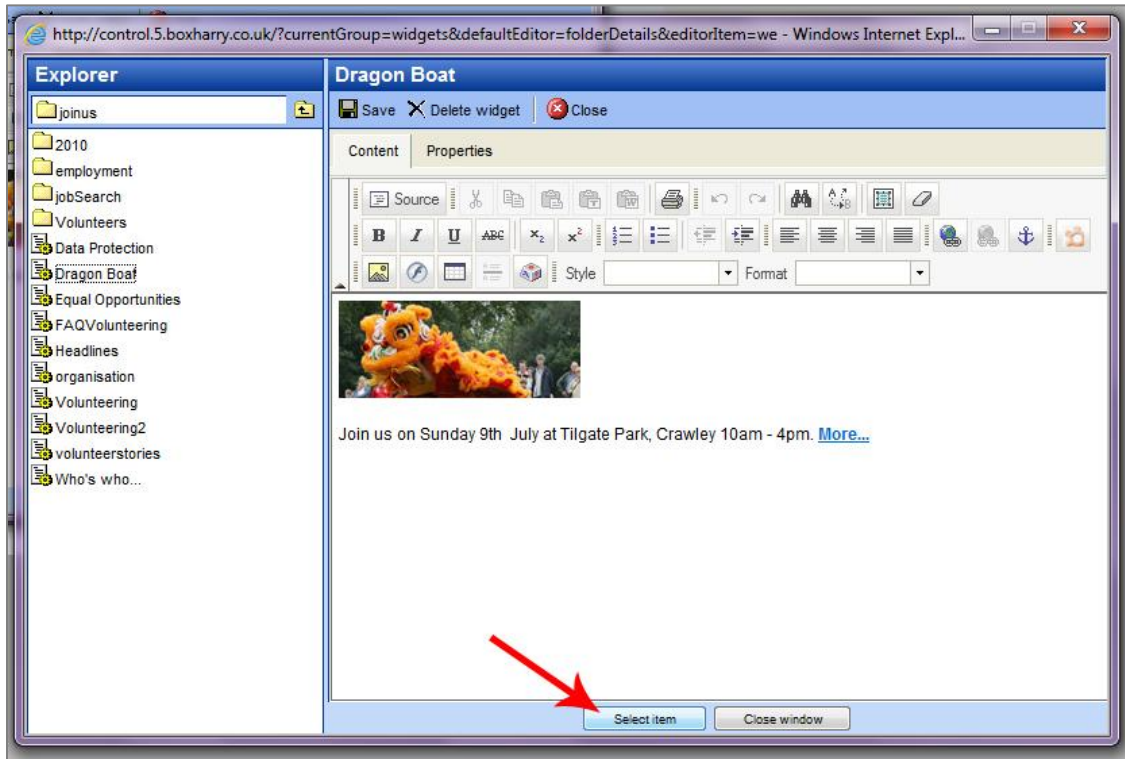 http://control.5.boxharry.co.uk/?currentGroup=widgets&defaultEditor=folderDetails&editorItem=we - Windows Internet Expl...
Explorer
joinus
2010
employment
jobSearch
Volunteers
Data Protection
Dragon Boat
Equal Opportunities
FAQVolunteering
Headlines
organisation
Volunteering
Volunteering2
volunteerstories
Who's who...
Dragon Boat
Save Delete widget Close
Content Properties
Source
B I U ABC ×₂ ×²
Style Format
Join us on Sunday 9th July at Tilgate Park, Crawley 10am - 4pm. More...
Select item Close window